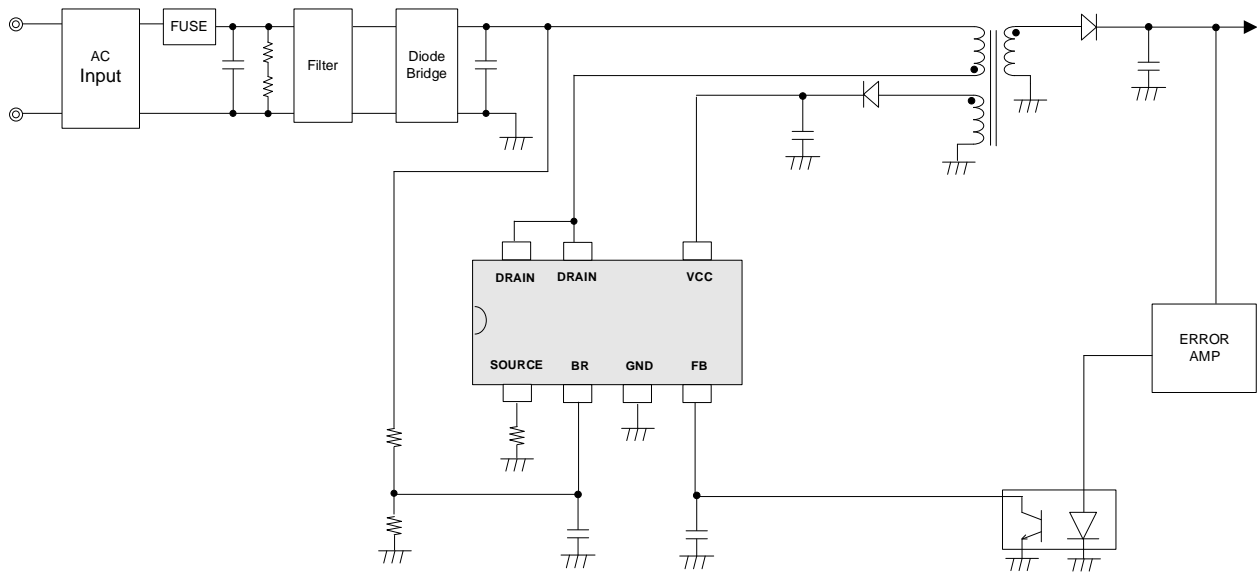 FUSE
AC
Input
Filter
Diode
Bridge
DRAIN
DRAIN
VCC
SOURCE
BR
GND
FB
ERROR
AMP